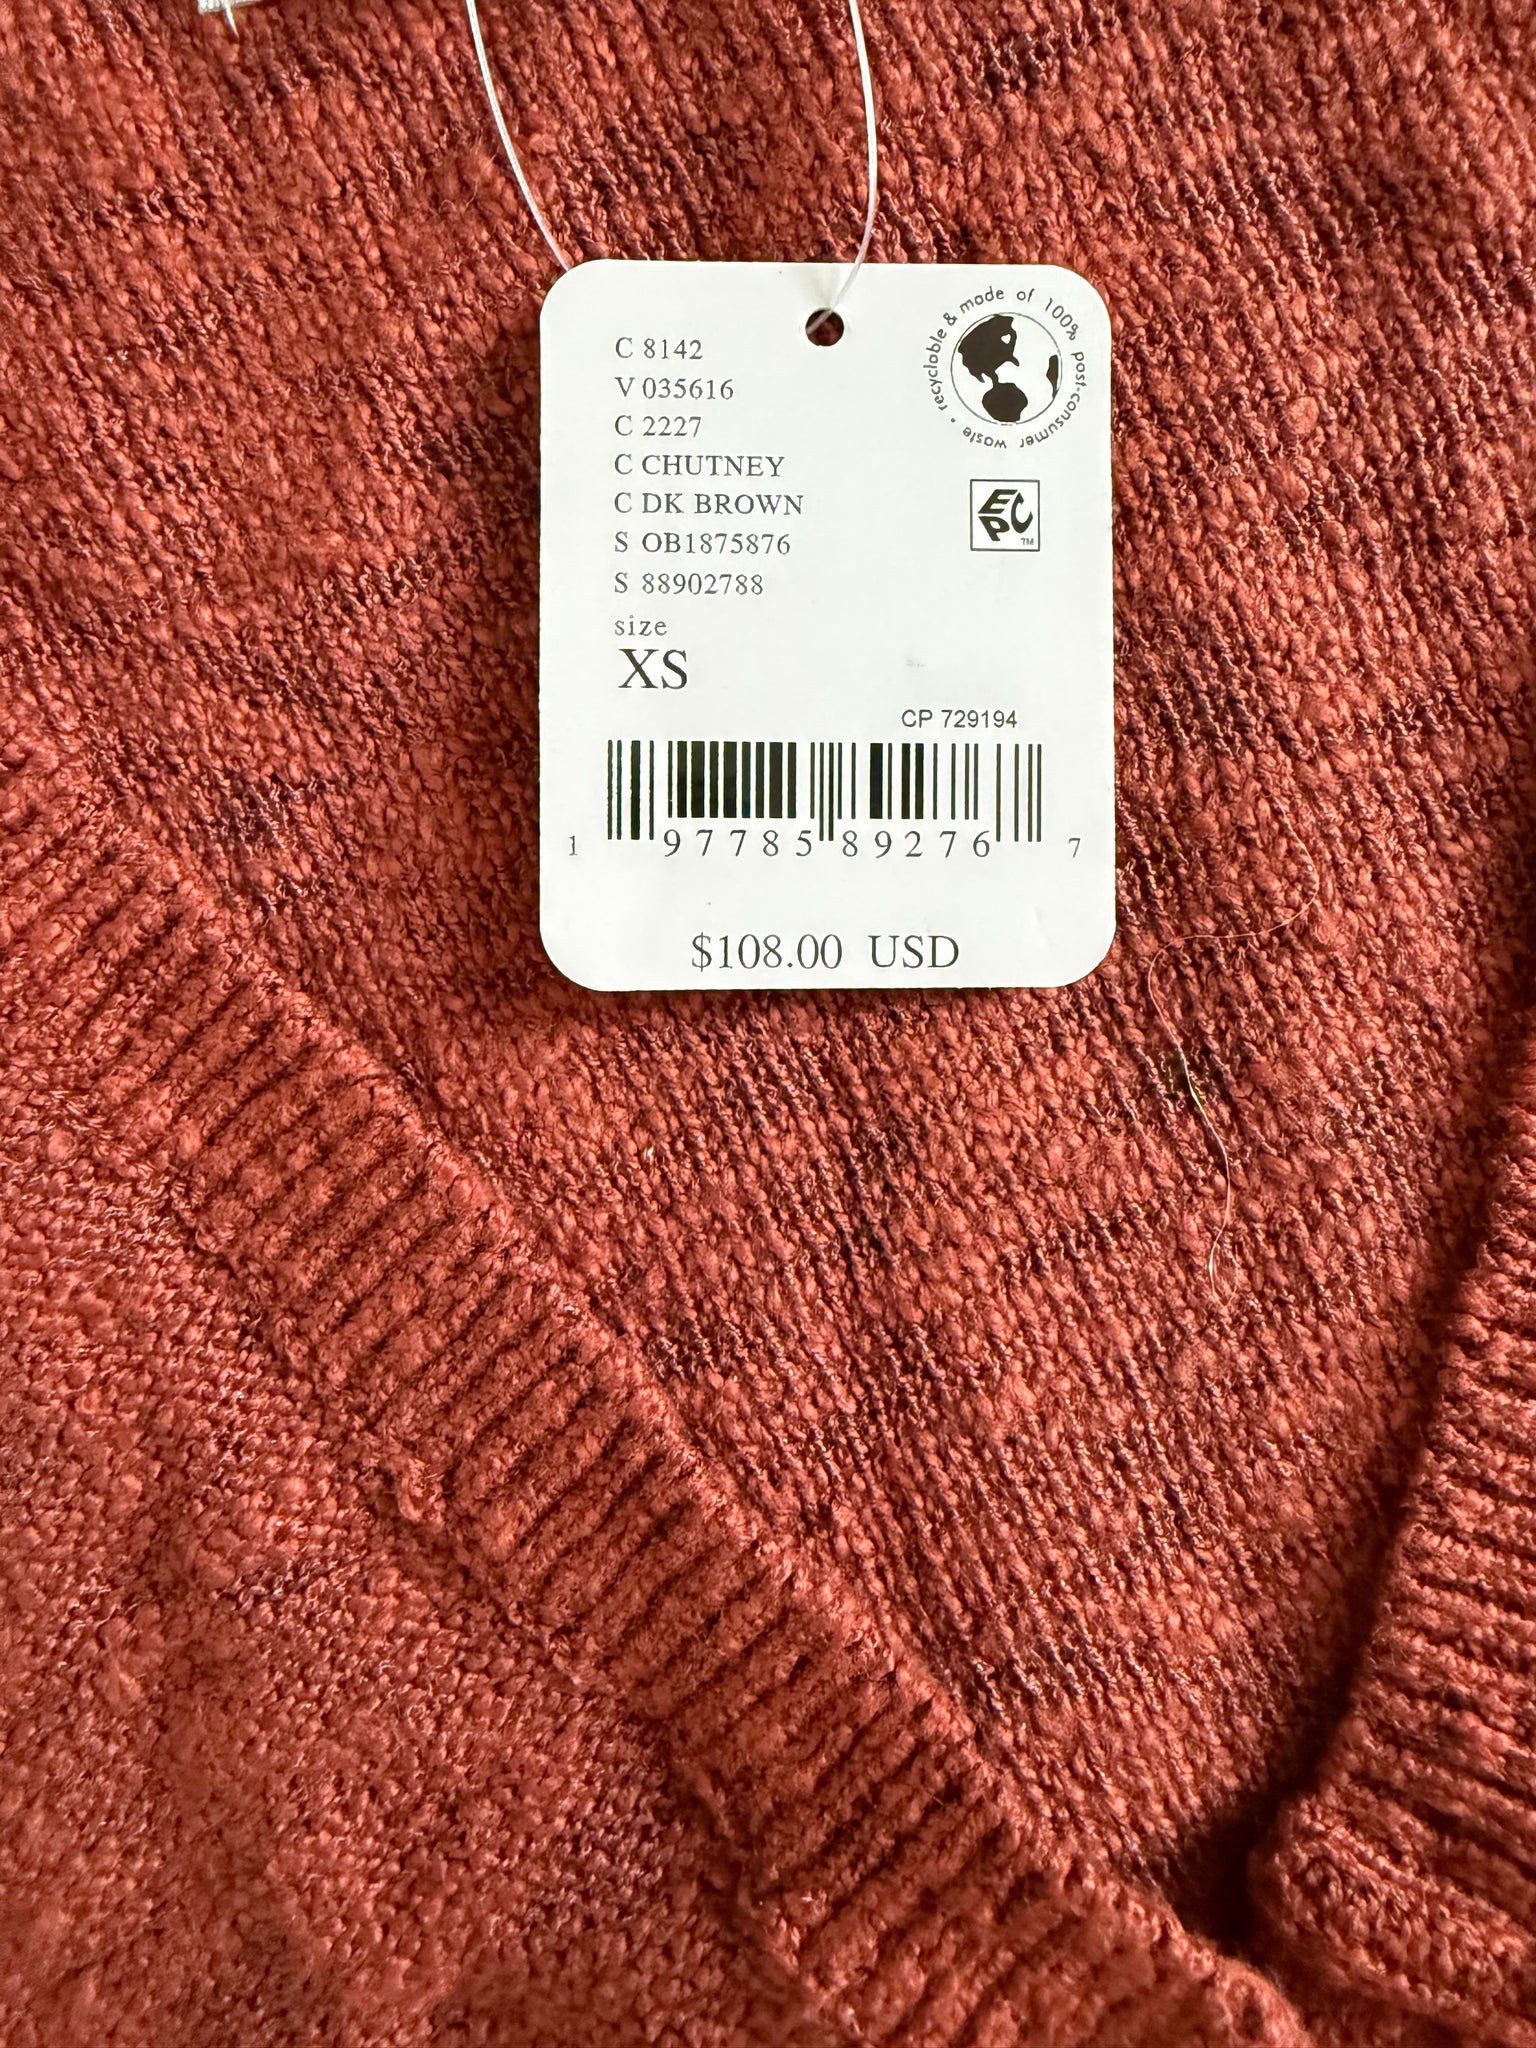 C 8142
V 035616
C 2227
C CHUTNEY
C DK BROWN
S OB1875876
S 88902788
size
XS
recyclable & made of 100% post-consumer waste •
EPC
TM
CP 729194
1 97785 89276 7
$108.00 USD